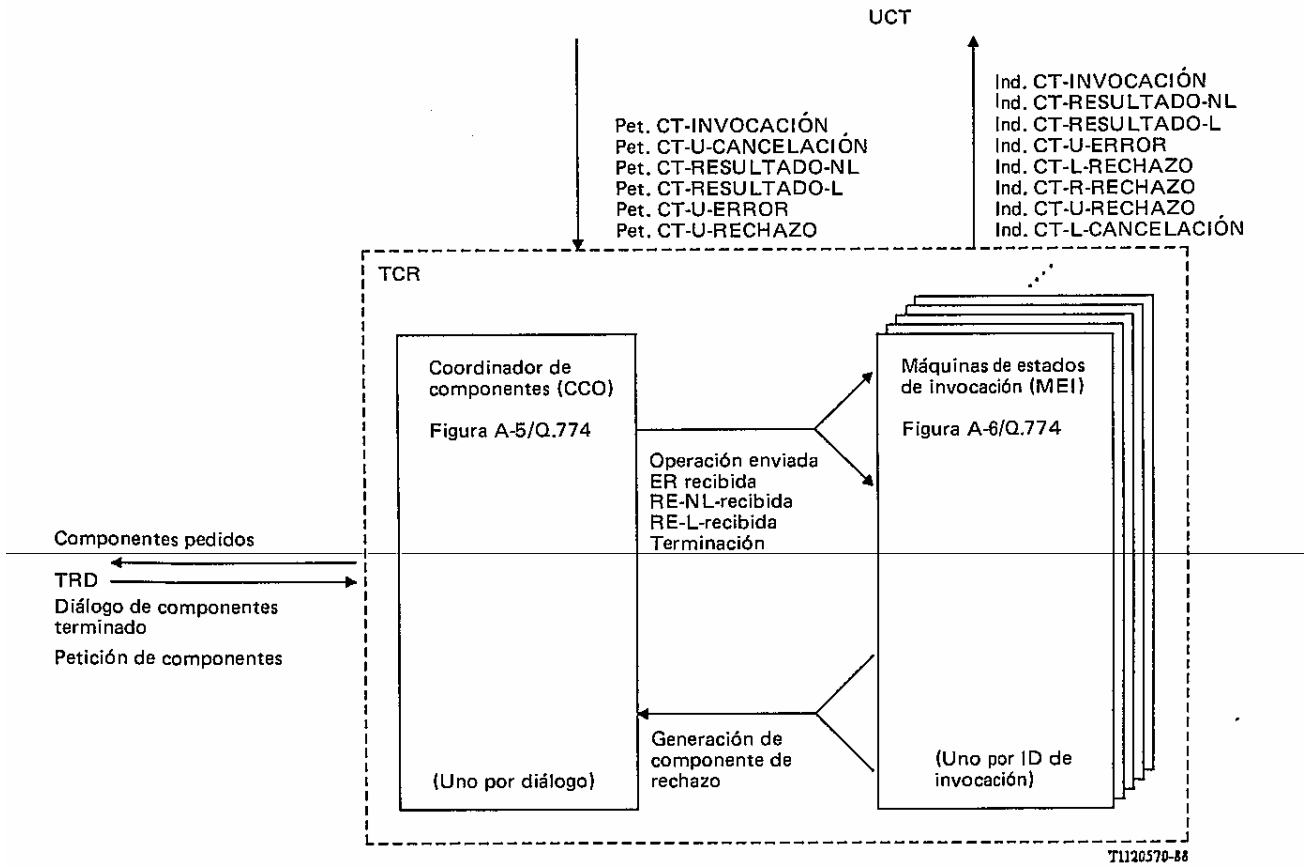 UCT
Pet. CT-INVOCACIÓN
Pet. CT-U-CANCELACIÓN
Pet. CT-RESULTADO-NL
Pet. CT-RESULTADO-L
Pet. CT-U-ERROR
Pet. CT-U-RECHAZO
Ind. CT-INVOCACIÓN
Ind. CT-RESULTADO-NL
Ind. CT-RESULTADO-L
Ind. CT-U-ERROR
Ind. CT-L-RECHAZO
Ind. CT-R-RECHAZO
Ind. CT-U-RECHAZO
Ind. CT-L-CANCELACIÓN
TCR
Coordinador de
componentes (CCO)
Figura A-5/Q.774
(Uno por diálogo)
Operación enviada
ER recibida
RE-NL-recibida
RE-L-recibida
Terminación
Generación de
componente de
rechazo
Máquinas de estados
de invocación (MEI)
Figura A-6/Q.774
(Uno por ID de
invocación)
Componentes pedidos
TRD
Diálogo de componentes
terminado
Petición de componentes
T1120570-88